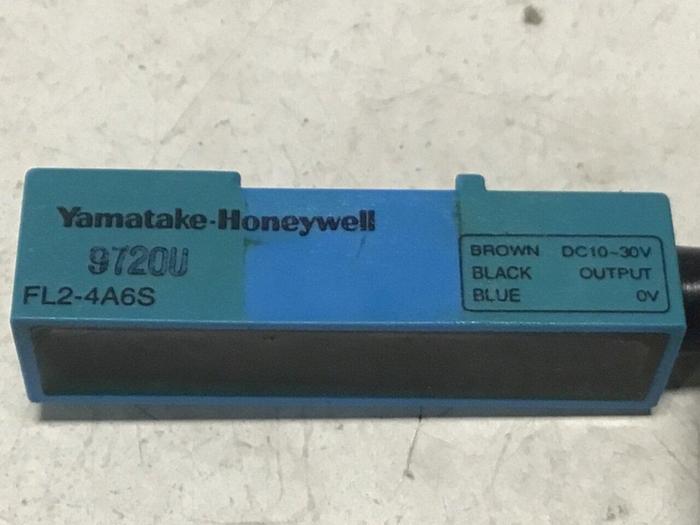 Yamatake-Honeywell
9720U
FL2-4A6S
BROWN DC10~30V
BLACK OUTPUT
BLUE 0V